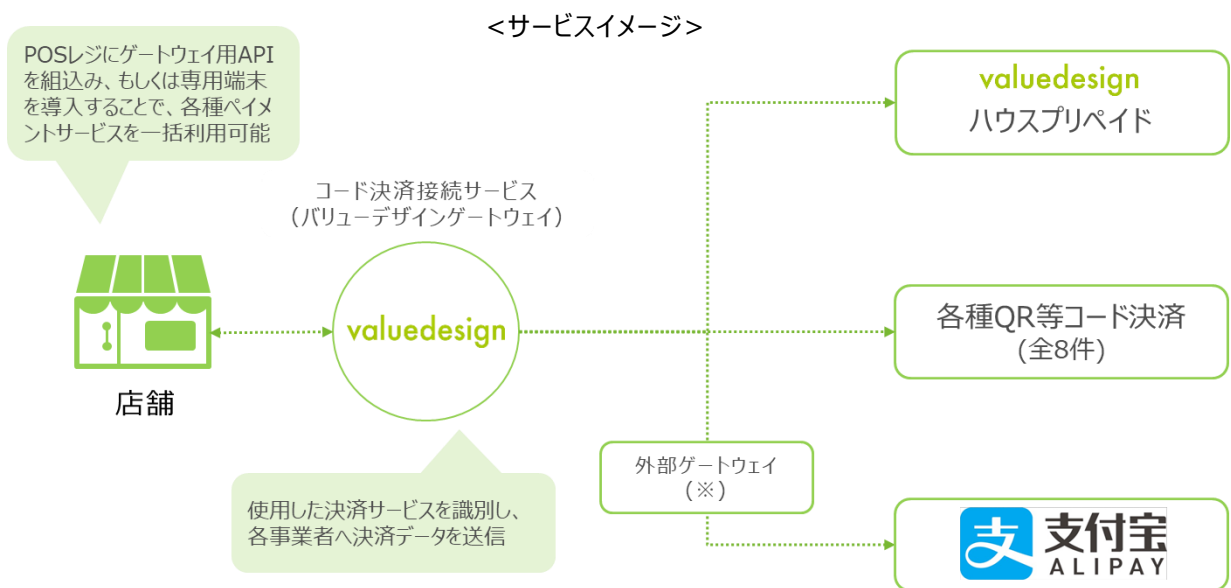 <サービスイメージ>
POSレジにゲートウェイ用API
を組込み、もしくは専用端末
を導入することで、各種ペイメ
ントサービスを一括利用可能
コード決済接続サービス
（バリューデザインゲートウェイ）
valuedesign
店舗
使用した決済サービスを識別し、
各事業者へ決済データを送信
valuedesign
ハウスプリペイド
各種QR等コード決済
(全8件)
外部ゲートウェイ
（※）
支
支付宝
ALIPAY